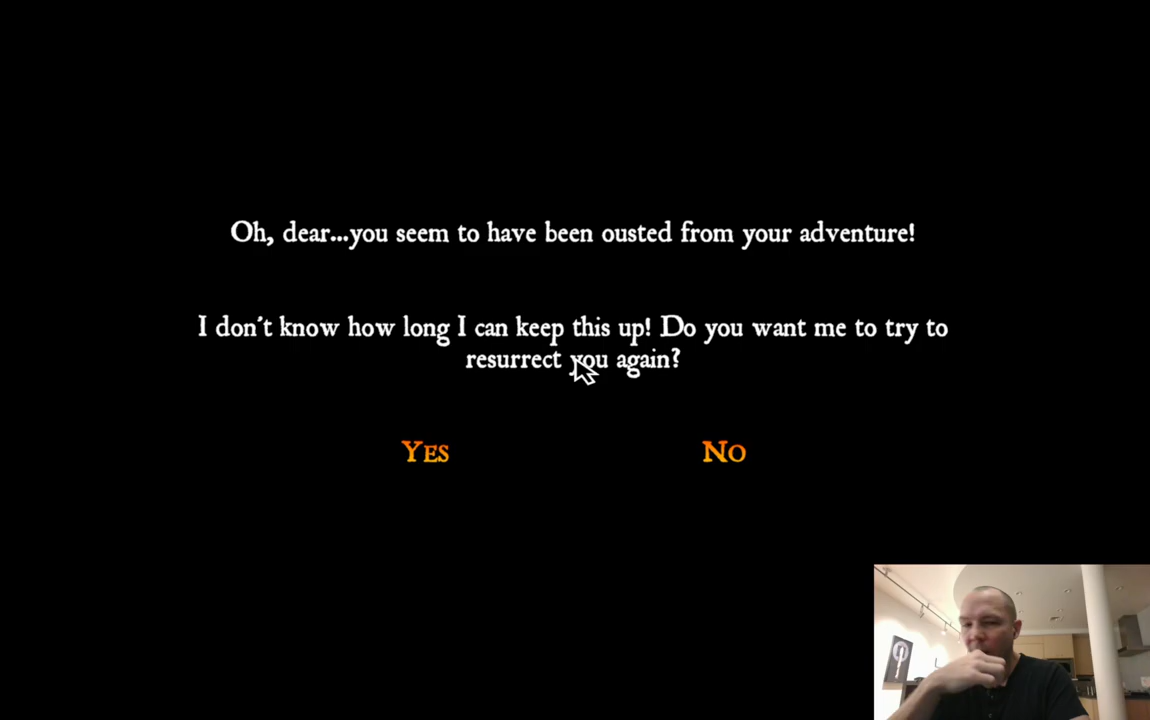 Oh, dear...you seem to have been ousted from your adventure!
I don't know how long I can keep this up! Do you want me to try to
resurrect you again?
Yes No